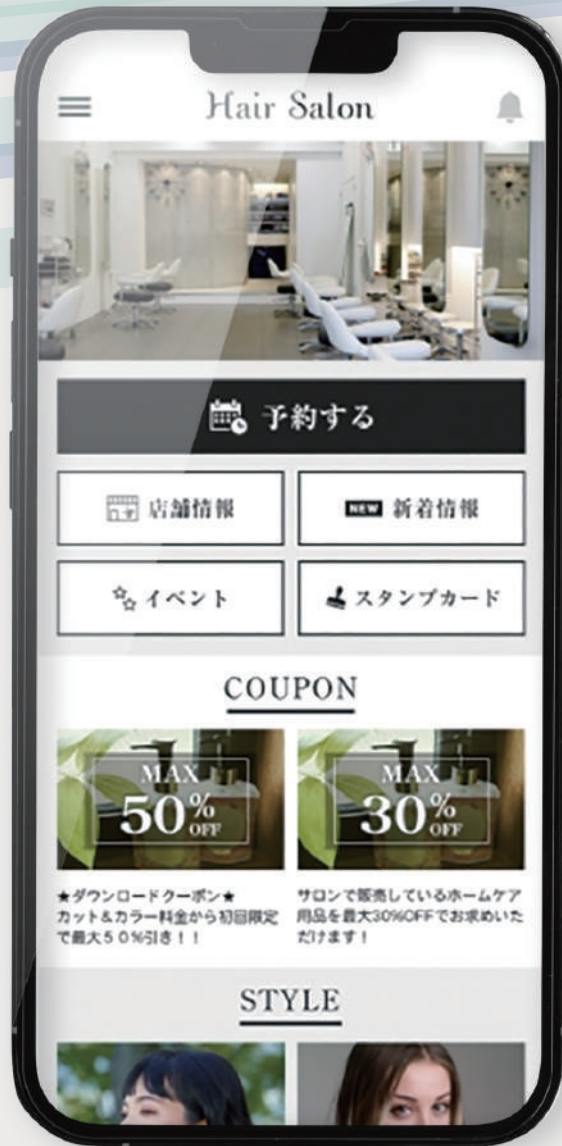 Hair Salon
予約する
店舗情報
NEW 新着情報
イベント
スタンプカード
COUPON
MAX
50%
OFF
MAX
30%
OFF
★ダウンロードクーポン★
カット&カラー料金から初回限定
で最大50%引き!!
サロンで販売しているホームケア
用品を最大30%OFFでお求めいた
だけます!
STYLE